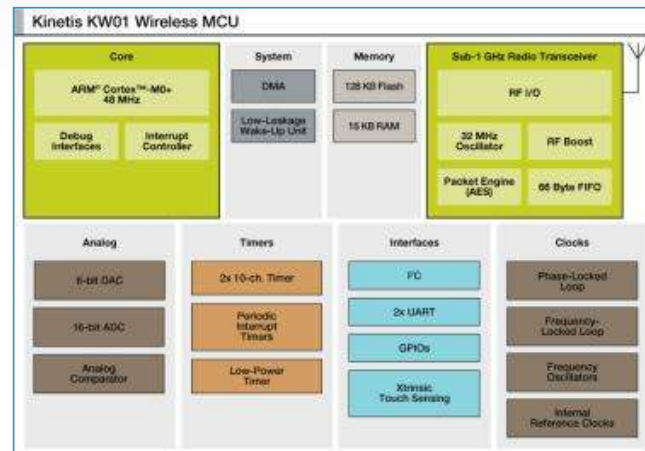 Kinetis KW01 Wireless MCU
Core
ARM® Cortex™-M0+
48 MHz
Debug
Interfaces
Interrupt
Controller
System
DMA
Low-Leakage
Wake-Up Unit
Memory
128 KB Flash
16 KB RAM
Sub-1 GHz Radio Transceiver
RF I/O
32 MHz
Oscillator
RF Boost
Packet Engine
(AES)
66 Byte FIFO
Analog
6-bit DAC
16-bit ADC
Analog
Comparator
Timers
2x 10-ch. Timer
Periodic
Interrupt
Timers
Low-Power
Timer
Interfaces
I²C
2x UART
GPIOs
Xtrinsic
Touch Sensing
Clocks
Phase-Locked
Loop
Frequency-
Locked Loop
Frequency
Oscillators
Internal
Reference Clocks